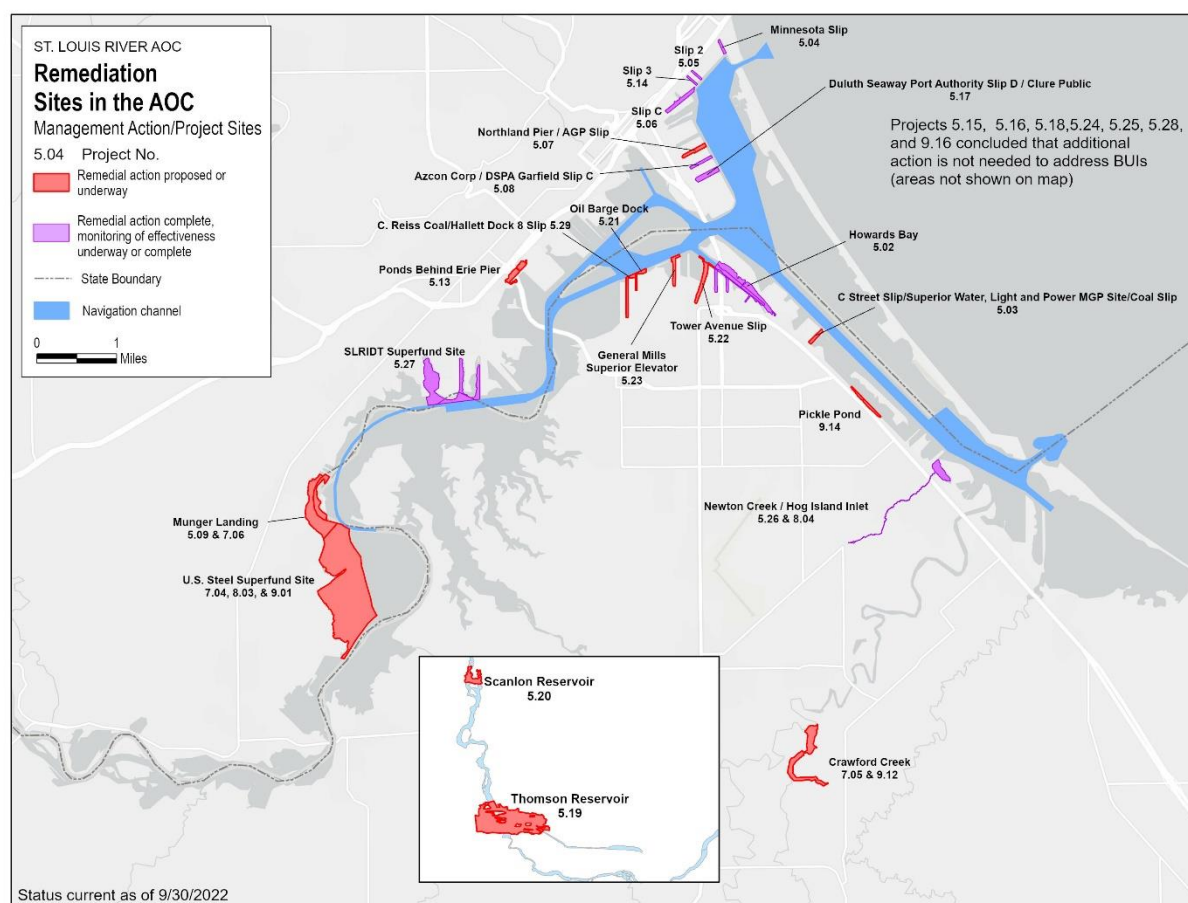 ST. LOUIS RIVER AOC
Remediation
Sites in the AOC
Management Action/Project Sites
5.04 Project No.
Remedial action proposed or
underway
Remedial action complete,
monitoring of effectiveness
underway or complete
State Boundary
Navigation channel
0 1
Miles
Minnesota Slip
5.04
Slip 2
5.05
Slip 3
5.14
Slip C
5.06
Duluth Seaway Port Authority Slip D / Clure Public
5.17
Projects 5.15, 5.16, 5.18,5.24, 5.25, 5.28,
and 9.16 concluded that additional
action is not needed to address BUIs
(areas not shown on map)
Northland Pier / AGP Slip
5.07
Azcon Corp / DSPA Garfield Slip C
5.08
Oil Barge Dock
5.21
C. Reiss Coal/Hallett Dock 8 Slip 5.29
Howards Bay
5.02
Ponds Behind Erie Pier
5.13
C Street Slip/Superior Water, Light and Power MGP Site/Coal Slip
5.03
Tower Avenue Slip
5.22
General Mills
Superior Elevator
5.23
SLRIDT Superfund Site
5.27
Pickle Pond
9.14
Newton Creek / Hog Island Inlet
5.26 & 8.04
Munger Landing
5.09 & 7.06
U.S. Steel Superfund Site
7.04, 8.03, & 9.01
Scanlon Reservoir
5.20
Thomson Reservoir
5.19
Crawford Creek
7.05 & 9.12
Status current as of 9/30/2022